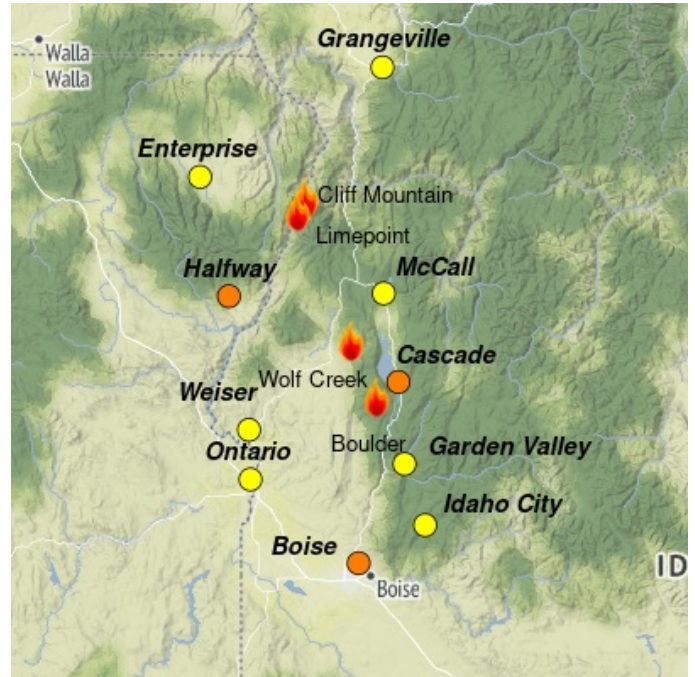 Grangeville
Walla
Walla
Enterprise
Cliff Mountain
Limepoint
Halfway
McCall
Cascade
Wolf Creek
Weiser
Boulder
Garden Valley
Ontario
Idaho City
Boise
ID
Boise